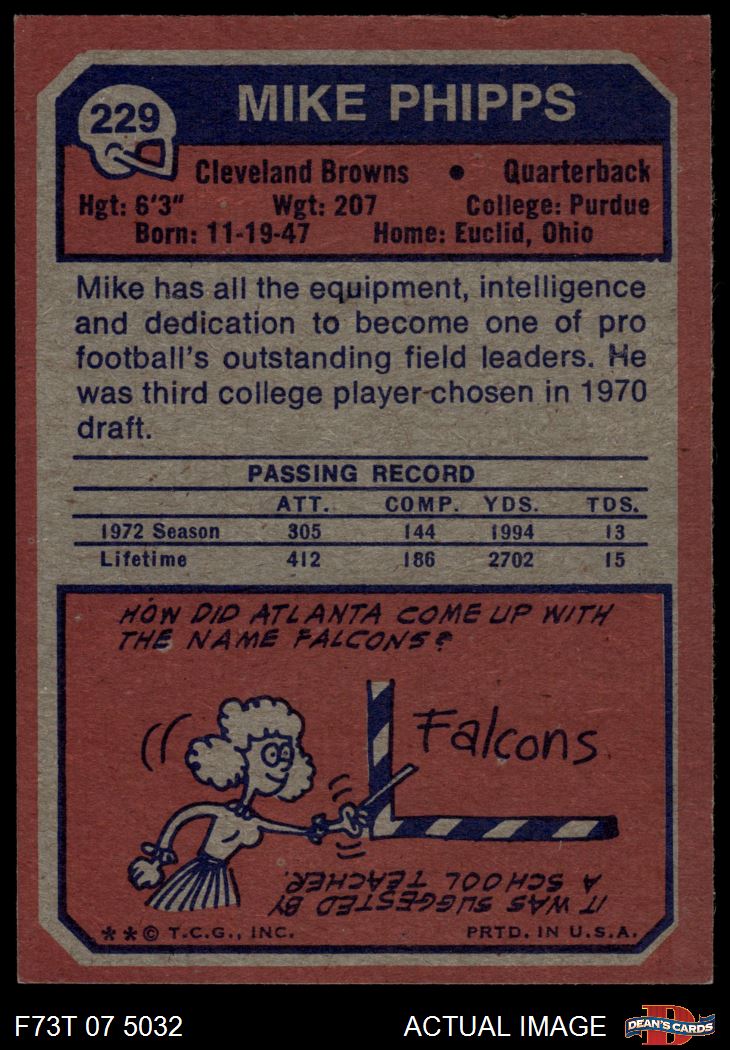 229
MIKE PHIPPS
Cleveland Browns • Quarterback
Hgt: 6'3" Wgt: 207 College: Purdue
Born: 11-19-47 Home: Euclid, Ohio
Mike has all the equipment, intelligence
and dedication to become one of pro
football's outstanding field leaders. He
was third college player chosen in 1970
draft.
PASSING RECORD
ATT. COMP. YDS. TDS.
1972 Season 305 144 1994 13
Lifetime 412 186 2702 15
HOW DID ATLANTA COME UP WITH
THE NAME FALCONS?
Falcons
IT WAS SUGGESTED BY
A SCHOOL TEACHER.
**© T.C.G., INC. PRTD. IN U.S.A.
F73T 07 5032 ACTUAL IMAGE
D
DEAN'S CARDS